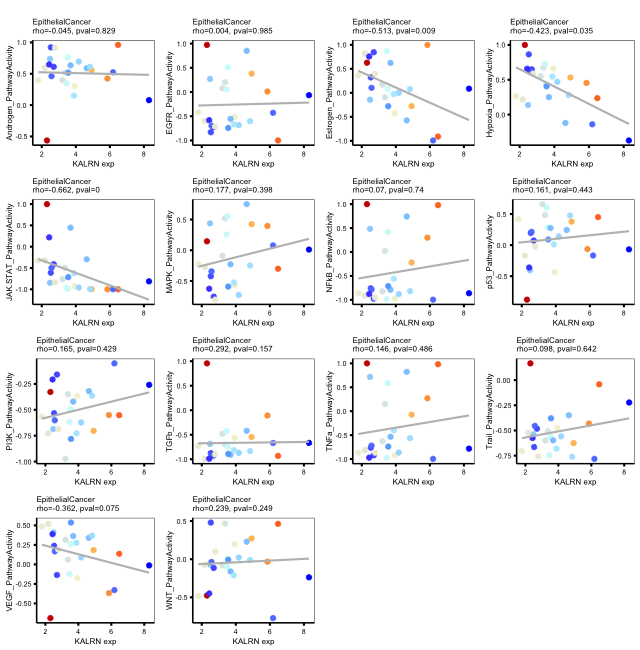 EpithelialCancer
rho=-0.045, pval=0.829
Androgen_PathwayActivity
1.0
0.5
0.0
-0.5
2 4 6 8
KALRN exp
EpithelialCancer
rho=0.004, pval=0.985
EGFR_PathwayActivity
1.0
0.5
0.0
-0.5
-1.0
2 4 6 8
KALRN exp
EpithelialCancer
rho=-0.513, pval=0.009
Estrogen_PathwayActivity
1.0
0.5
0.0
-0.5
-1.0
2 4 6 8
KALRN exp
EpithelialCancer
rho=-0.423, pval=0.035
Hypoxia_PathwayActivity
1.0
0.5
0.0
2 4 6 8
KALRN exp
EpithelialCancer
rho=-0.662, pval=0
JAK-STAT_PathwayActivity
1.0
0.5
0.0
-0.5
-1.0
2 4 6 8
KALRN exp
EpithelialCancer
rho=0.177, pval=0.398
MAPK_PathwayActivity
0.5
0.0
-0.5
2 4 6 8
KALRN exp
EpithelialCancer
rho=0.07, pval=0.74
NFkB_PathwayActivity
1.0
0.5
0.0
-0.5
-1.0
2 4 6 8
KALRN exp
EpithelialCancer
rho=0.161, pval=0.443
p53_PathwayActivity
0.5
0.0
-0.5
2 4 6 8
KALRN exp
EpithelialCancer
rho=0.165, pval=0.429
PI3K_PathwayActivity
-0.25
-0.50
-0.75
-1.00
2 4 6 8
KALRN exp
EpithelialCancer
rho=0.292, pval=0.157
TGFb_PathwayActivity
1.0
0.5
0.0
-0.5
-1.0
2 4 6 8
KALRN exp
EpithelialCancer
rho=0.146, pval=0.486
TNFa_PathwayActivity
1.0
0.5
0.0
-0.5
-1.0
2 4 6 8
KALRN exp
EpithelialCancer
rho=0.098, pval=0.642
Trail_PathwayActivity
0.00
-0.25
-0.50
-0.75
2 4 6 8
KALRN exp
EpithelialCancer
rho=-0.362, pval=0.075
VEGF_PathwayActivity
0.50
0.25
0.00
-0.25
-0.50
2 4 6 8
KALRN exp
EpithelialCancer
rho=0.239, pval=0.249
WNT_PathwayActivity
0.5
0.0
-0.5
2 4 6 8
KALRN exp